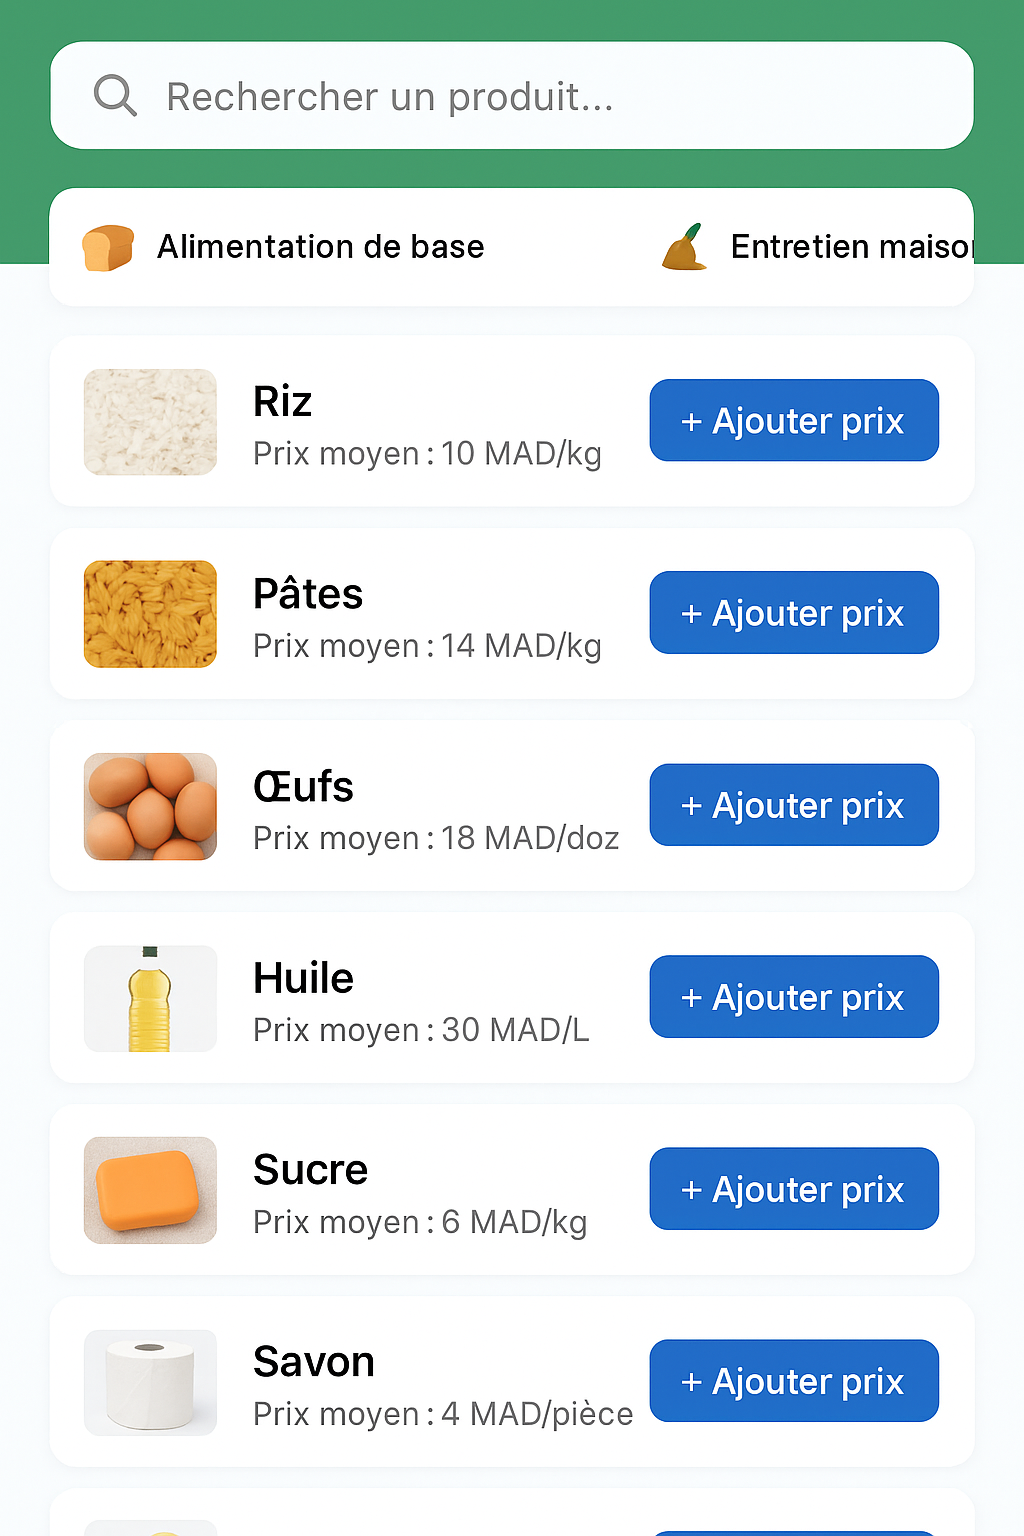 Rechercher un produit...
Alimentation de base
Entretien maison
Riz
Prix moyen : 10 MAD/kg
+ Ajouter prix
Pâtes
Prix moyen : 14 MAD/kg
+ Ajouter prix
Œufs
Prix moyen : 18 MAD/doz
+ Ajouter prix
Huile
Prix moyen : 30 MAD/L
+ Ajouter prix
Sucre
Prix moyen : 6 MAD/kg
+ Ajouter prix
Savon
Prix moyen : 4 MAD/pièce
+ Ajouter prix